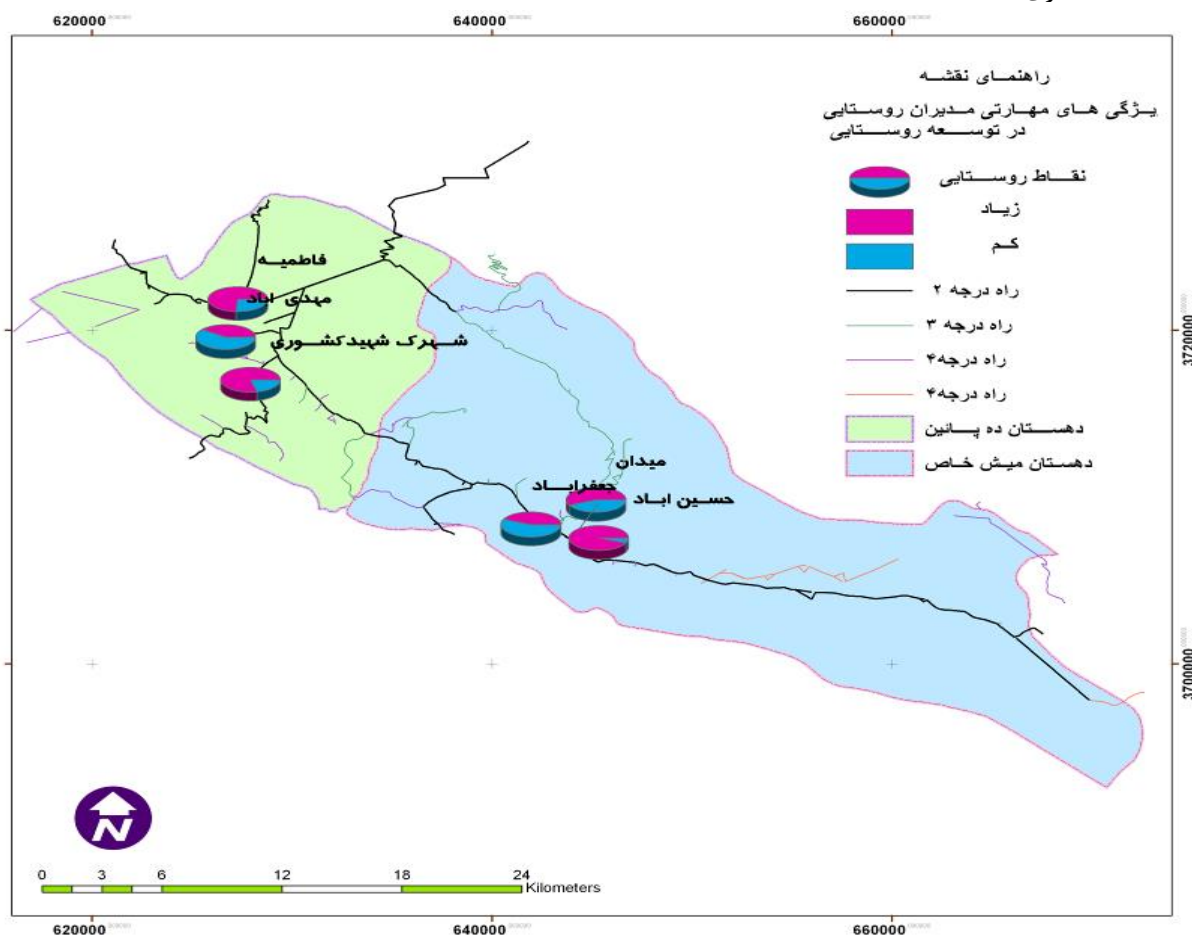 620000
640000
660000
راهنمای نقشه
یژگی های مهارتی مدیران روستایی
در توسعه روستایی
نقاط روستایی
زیاد
کم
راه درجه ۲
راه درجه ۳
راه درجه۴
راه درجه۴
دهستان ده پائین
دهستان میش خاص
فاطمیه
مهدی اباد
شهرک شهیدکشوری
میدان
جعفراباد
حسین اباد
3720000
3700000
N
0 3 6 12 18 24
Kilometers
620000
640000
660000